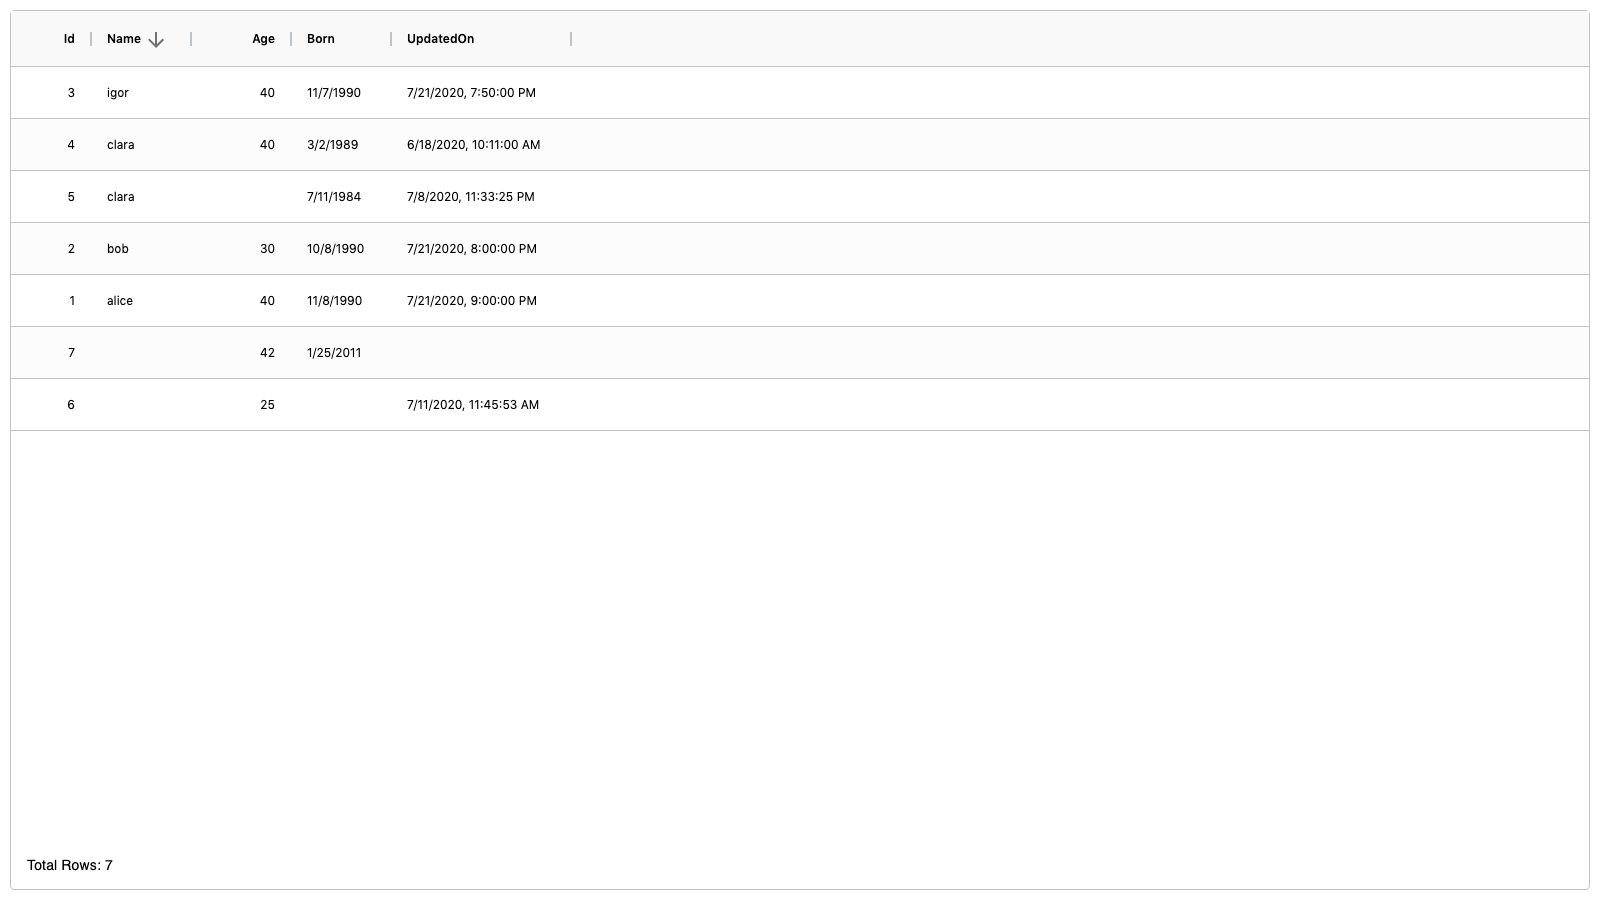 Id Name Age Born UpdatedOn
3 igor 40 11/7/1990 7/21/2020, 7:50:00 PM
4 clara 40 3/2/1989 6/18/2020, 10:11:00 AM
5 clara 7/11/1984 7/8/2020, 11:33:25 PM
2 bob 30 10/8/1990 7/21/2020, 8:00:00 PM
1 alice 40 11/8/1990 7/21/2020, 9:00:00 PM
7 42 1/25/2011
6 25 7/11/2020, 11:45:53 AM
Total Rows: 7